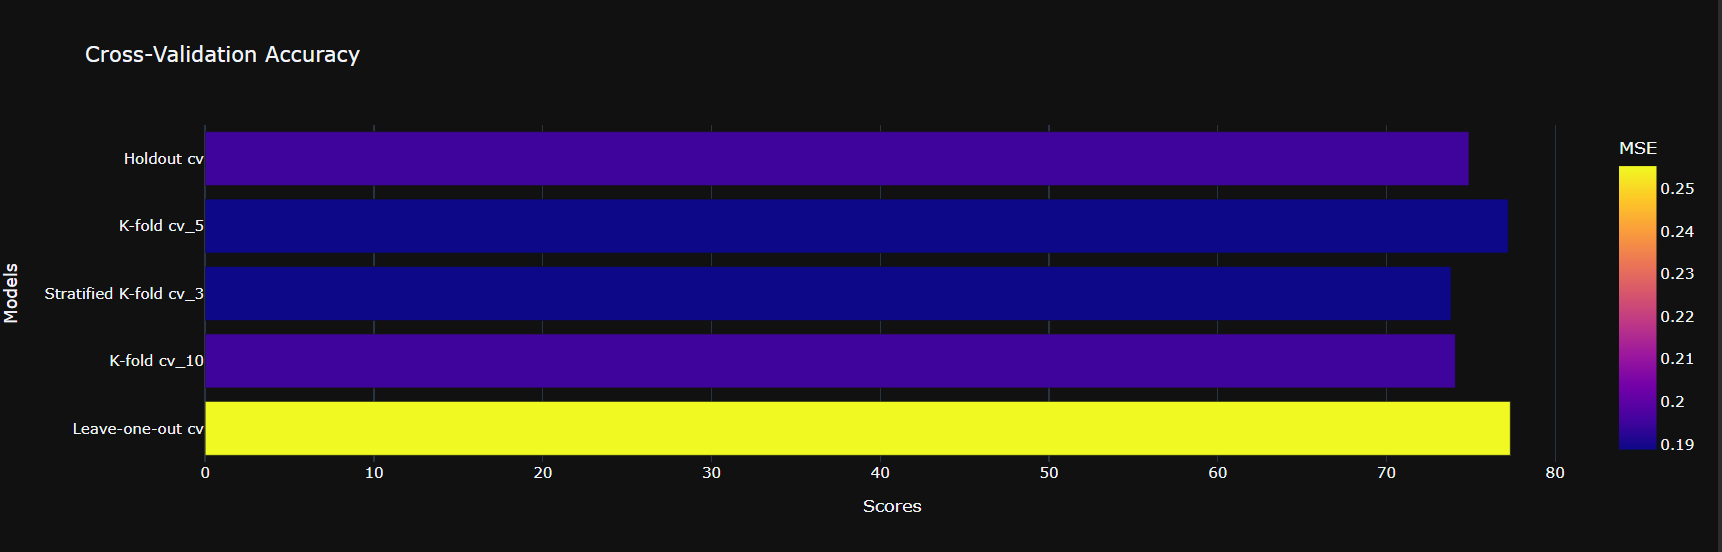 Cross-Validation Accuracy
Models
Holdout cv
K-fold cv_5
Stratified K-fold cv_3
K-fold cv_10
Leave-one-out cv
0 10 20 30 40 50 60 70 80
Scores
MSE
0.25
0.24
0.23
0.22
0.21
0.2
0.19